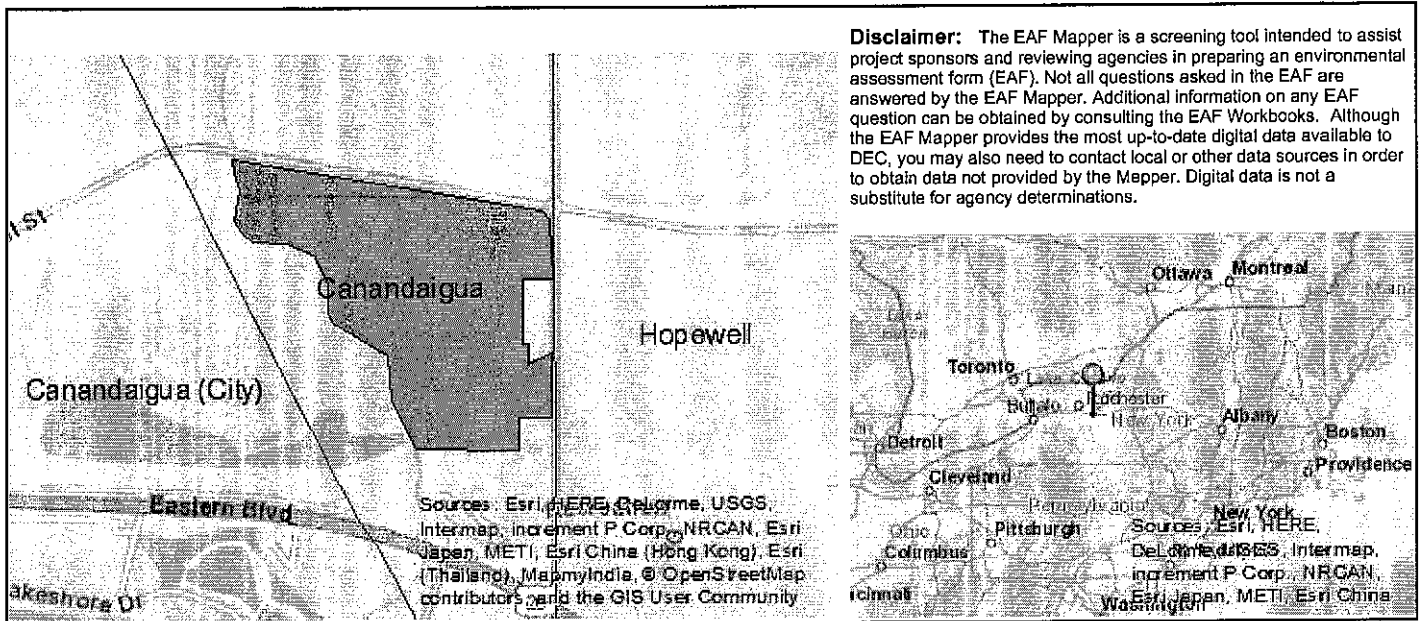 Disclaimer: The EAF Mapper is a screening tool intended to assist
project sponsors and reviewing agencies in preparing an environmental
assessment form (EAF). Not all questions asked in the EAF are
answered by the EAF Mapper. Additional information on any EAF
question can be obtained by consulting the EAF Workbooks. Although
the EAF Mapper provides the most up-to-date digital data available to
DEC, you may also need to contact local or other data sources in order
to obtain data not provided by the Mapper. Digital data is not a
substitute for agency determinations.
Canandaigua
Hopewell
Canandaigua (City)
Eastern Blvd
akeshore Dr
Sources: Esri, HERE, DeLorme, USGS,
Intermap, increment P Corp., NRCAN, Esri
Japan, METI, Esri China (Hong Kong), Esri
(Thailand), MapmyIndia, © OpenStreetMap
contributors, and the GIS User Community
Ottawa
Montreal
Toronto
Buffalo
Rochester
New York
Albany
Detroit
Boston
Providence
Cleveland
Pennsylvania
New York
Ohio
Pittsburgh
Columbus
Sources: Esri, HERE,
DeLorme, USGS, Intermap,
increment P Corp., NRCAN,
Esri Japan, METI, Esri China
icinnati
Washington